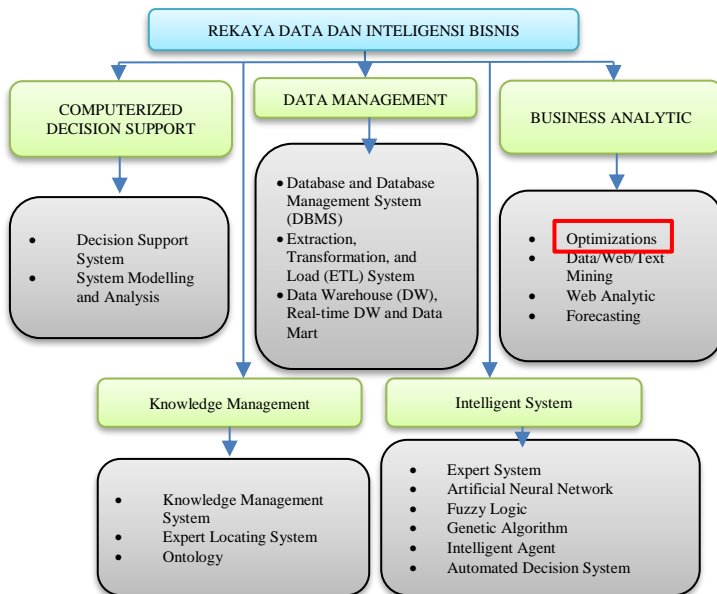 REKAYA DATA DAN INTELIGENSI BISNIS
COMPUTERIZED
DECISION SUPPORT
DATA MANAGEMENT
BUSINESS ANALYTIC
• Decision Support
System
• System Modelling
and Analysis
• Database and Database
Management System
(DBMS)
• Extraction,
Transformation, and
Load (ETL) System
• Data Warehouse (DW),
Real-time DW and Data
Mart
• Optimizations
• Data/Web/Text
Mining
• Web Analytic
• Forecasting
Knowledge Management
Intelligent System
• Knowledge Management
System
• Expert Locating System
• Ontology
• Expert System
• Artificial Neural Network
• Fuzzy Logic
• Genetic Algorithm
• Intelligent Agent
• Automated Decision System